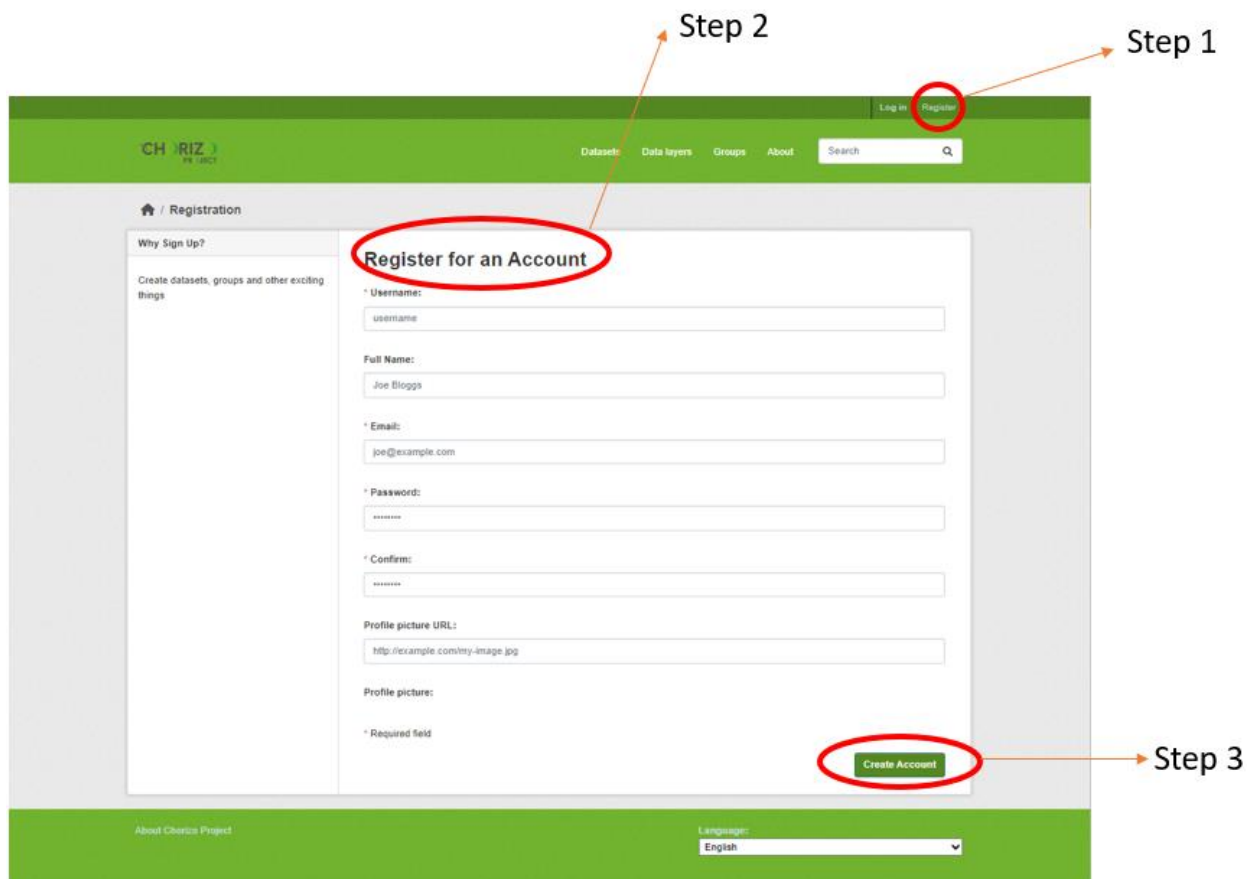 Step 2
Step 1
Log in Register
CHORIZO
PROJECT
Datasets Data layers Groups About Search
/ Registration
Why Sign Up?
Create datasets, groups and other exciting
things
Register for an Account
* Username:
username
Full Name:
Joe Bloggs
* Email:
joe@example.com
* Password:
••••••••
* Confirm:
••••••••
Profile picture URL:
http://example.com/my-image.jpg
Profile picture:
* Required field
Create Account
Step 3
About Chorizo Project
Language:
English